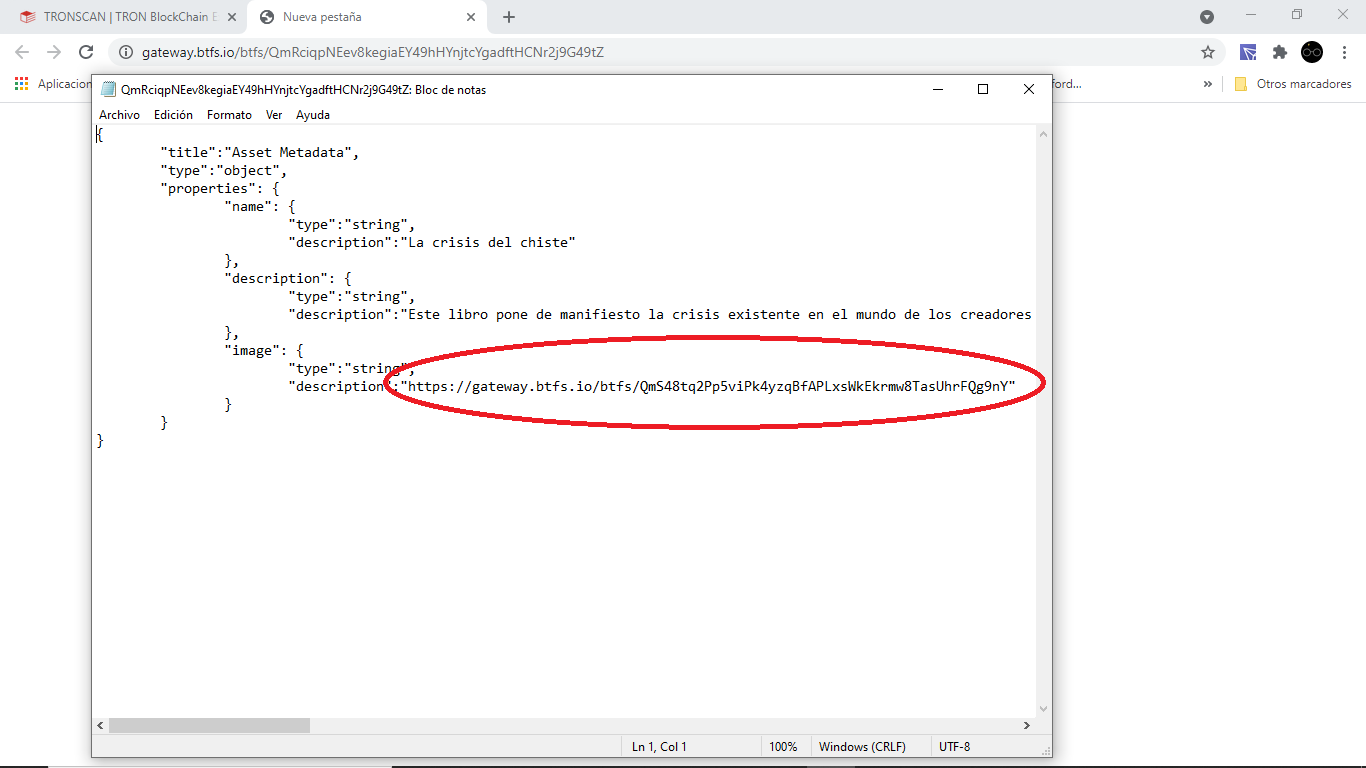 TRONSCAN | TRON BlockChain E
Nueva pestaña
gateway.btfs.io/btfs/QmRciqpNEev8kegiaEY49hHYnjtcYgadftHCNr2j9G49tZ
Aplicacion
ford...
»
Otros marcadores
QmRciqpNEev8kegiaEY49hHYnjtcYgadftHCNr2j9G49tZ: Bloc de notas
Archivo Edición Formato Ver Ayuda
{
"title":"Asset Metadata",
"type":"object",
"properties": {
"name": {
"type":"string",
"description":"La crisis del chiste"
},
"description": {
"type":"string",
"description":"Este libro pone de manifiesto la crisis existente en el mundo de los creadores
},
"image": {
"type":"string",
"description":"https://gateway.btfs.io/btfs/QmS48tq2Pp5viPk4yzqBfAPLxsWkEkrmw8TasUhrFQg9nY"
}
}
}
Ln 1, Col 1 100% Windows (CRLF) UTF-8